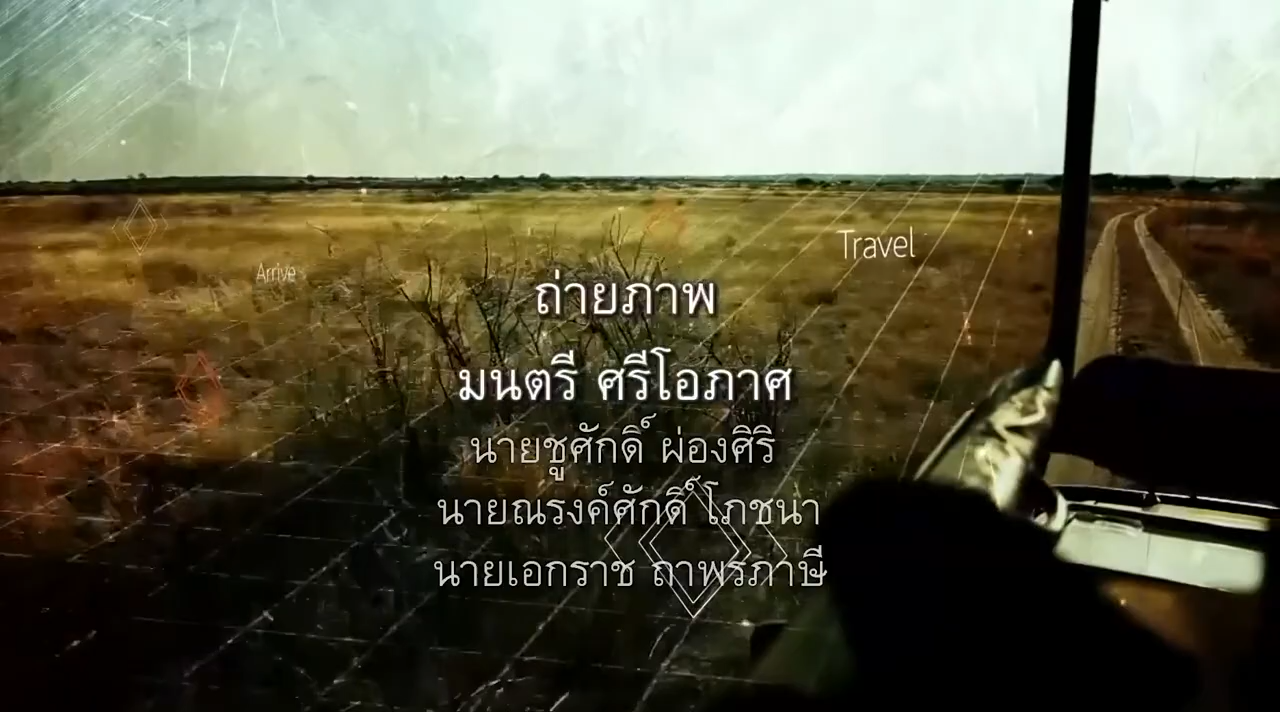 Travel
Arrive
ถ่ายภาพ
มนตรี ศรีโอภาศ
นายชูศักดิ์ ผ่องศิริ
นายณรงค์ศักดิ์ โภชนา
นายเอกราช ถาพรภาษี